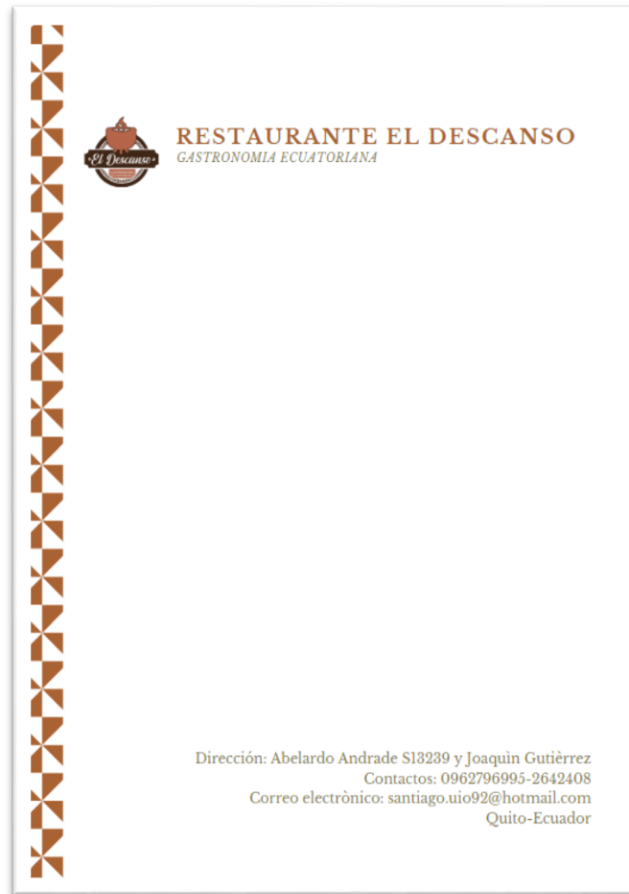 El Descanso
RESTAURANTE EL DESCANSO
GASTRONOMIA ECUATORIANA
Dirección: Abelardo Andrade S13239 y Joaquìn Gutièrrez
Contactos: 0962796995-2642408
Correo electrònico: santiago.uio92@hotmail.com
Quito-Ecuador